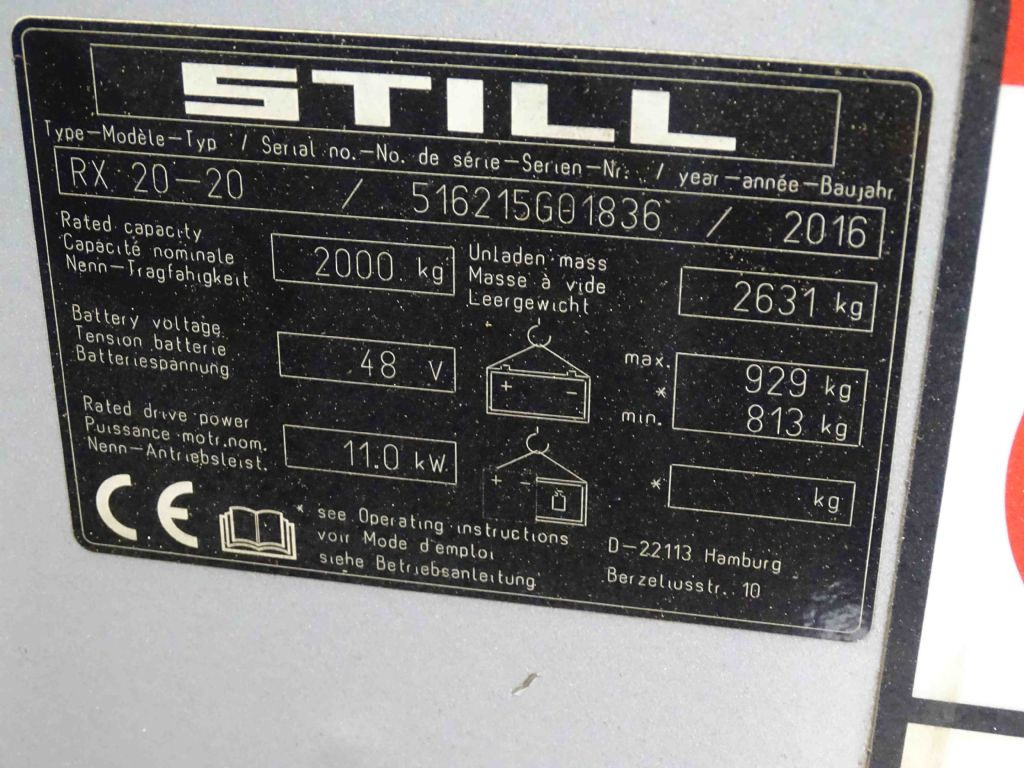 STILL
Type-Modèle-Typ / Serial no.-No. de série-Serien-Nr. / year-année-Baujahr
RX 20-20 / 516215G01836 / 2016
Rated capacity
Capacité nominale
Nenn-Tragfahigkeit
2000 kg
Unladen mass
Masse à vide
Leergewicht
2631 kg
Battery voltage
Tension batterie
Batteriespannung
48 V
+ -
max. 929 kg
*
min. 813 kg
Rated drive power
Puissance motr.nom.
Nenn-Antriebsleist.
11.0 kW
+ -
* kg
CE
* see Operating instructions
voir Mode d'emploi
siehe Betriebsanleitung
D-22113 Hamburg
Berzeliusstr. 10